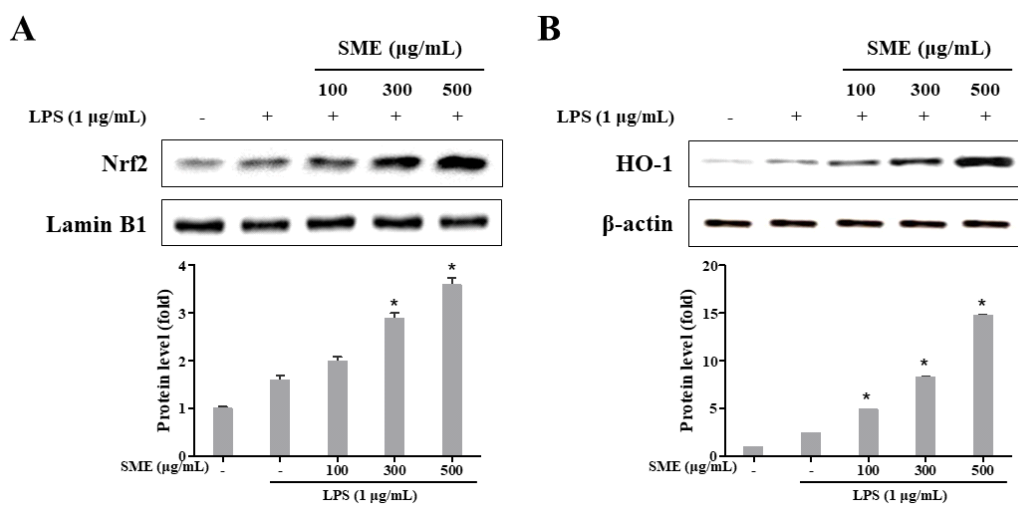 A
SME (μg/mL)
100 300 500
LPS (1 μg/mL) - + + + +
Nrf2
Lamin B1
Protein level (fold)
4
3
2
1
0
* *
SME (μg/mL) - - 100 300 500
LPS (1 μg/mL)
B
SME (μg/mL)
100 300 500
LPS (1 μg/mL) - + + + +
HO-1
β-actin
Protein level (fold)
20
15
10
5
0
* * *
SME (μg/mL) - - 100 300 500
LPS (1 μg/mL)